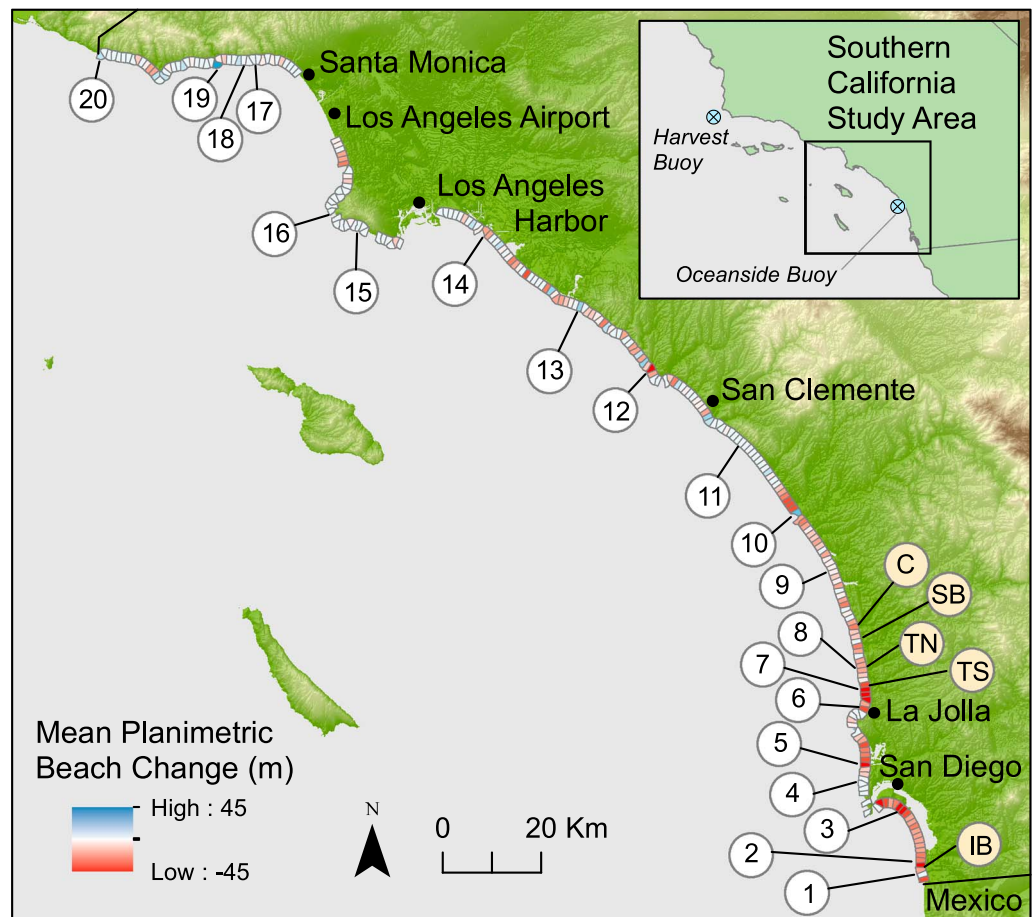 Santa Monica
Los Angeles Airport
Los Angeles
Harbor
Southern
California
Study Area
Harvest
Buoy
Oceanside Buoy
20
19
18
17
16
15
14
13
12
San Clemente
11
10
9
C
SB
8
TN
7
TS
6
La Jolla
5
San Diego
4
3
2
IB
1
Mexico
Mean Planimetric
Beach Change (m)
High : 45
Low : -45
N
0 20 Km